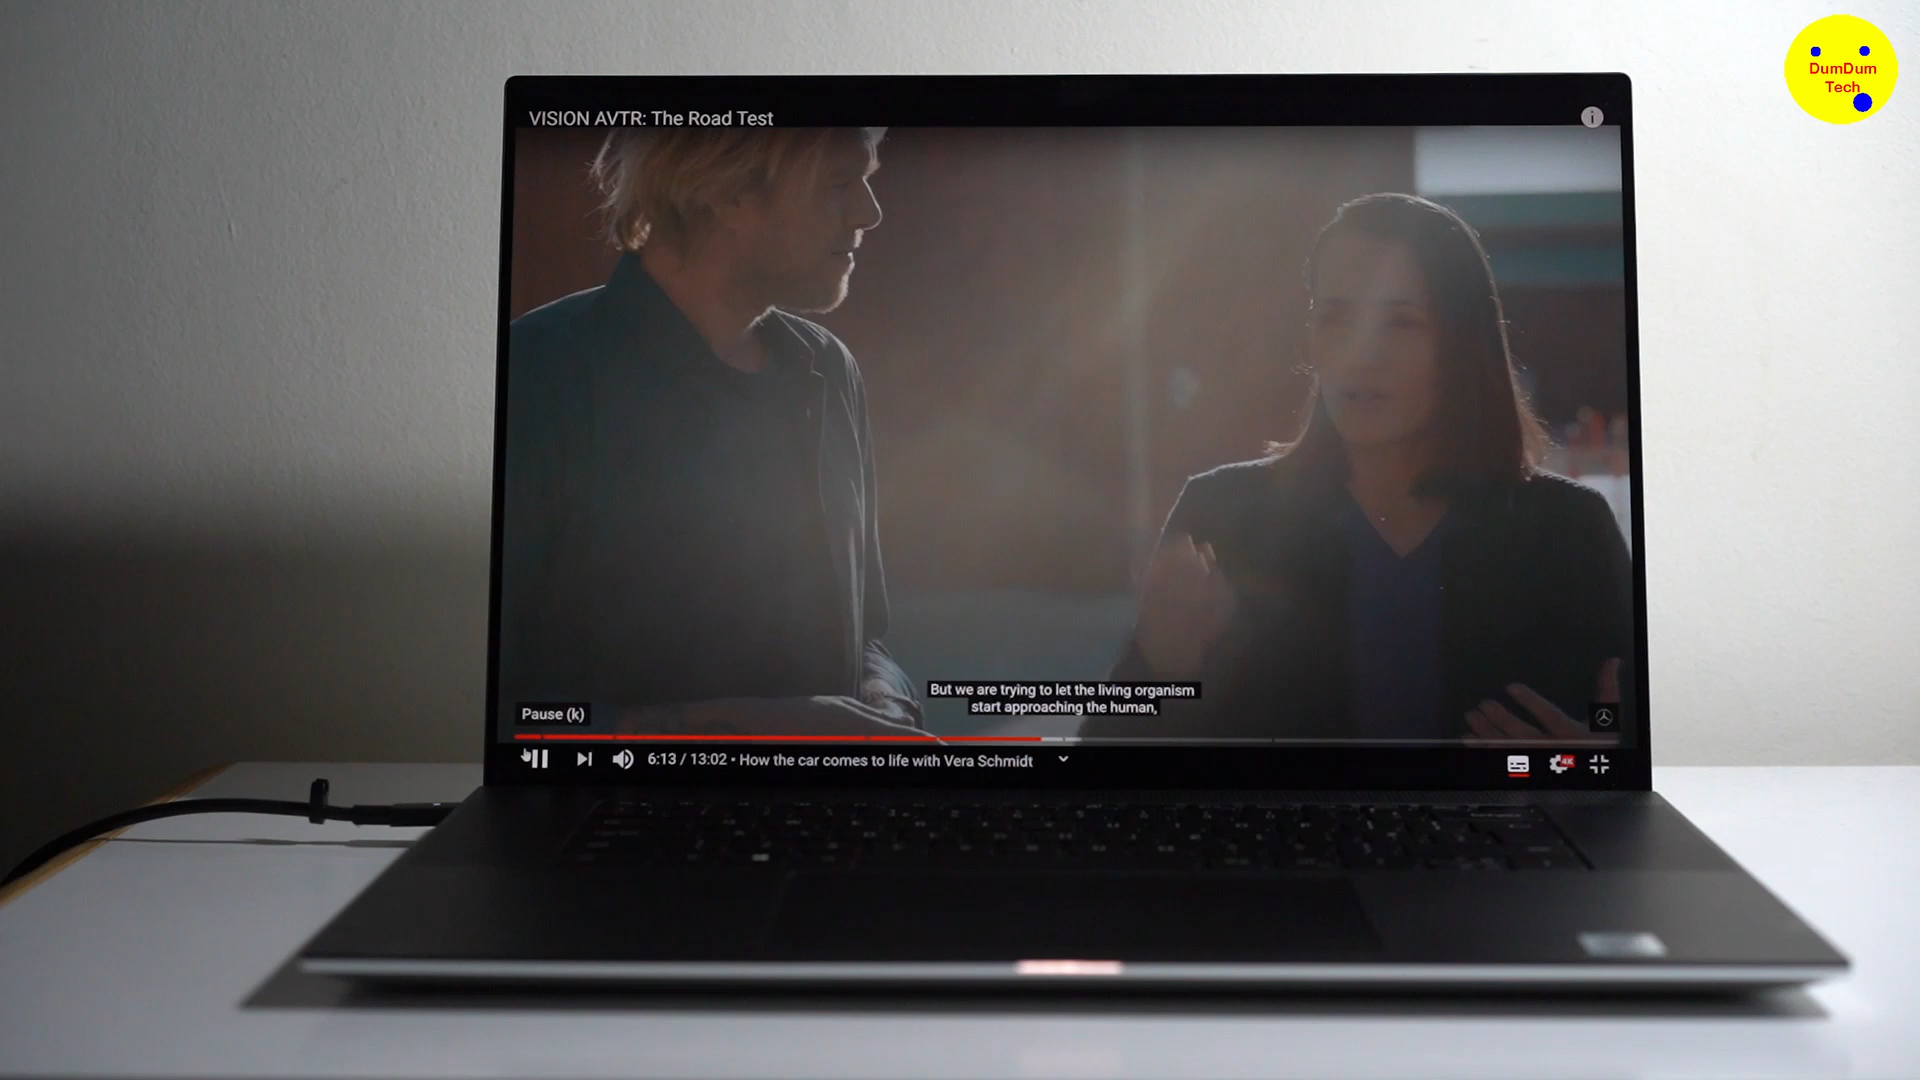 DumDum
Tech
VISION AVTR: The Road Test
But we are trying to let the living organism
start approaching the human,
Pause (k)
6:13 / 13:02 • How the car comes to life with Vera Schmidt
4K